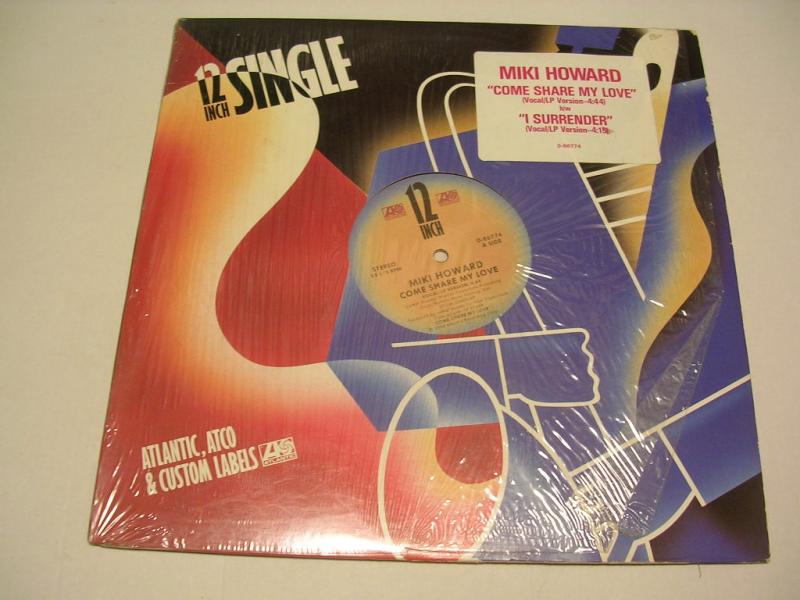 12 INCH SINGLE
MIKI HOWARD
"COME SHARE MY LOVE"
(Vocal/LP Version–4:44)
b/w
"I SURRENDER"
(Vocal/LP Version–4:15)
0-86774
12
INCH
STEREO
0-86774
A SIDE
MIKI HOWARD
COME SHARE MY LOVE
ATLANTIC, ATCO
& CUSTOM LABELS
ATLANTIC